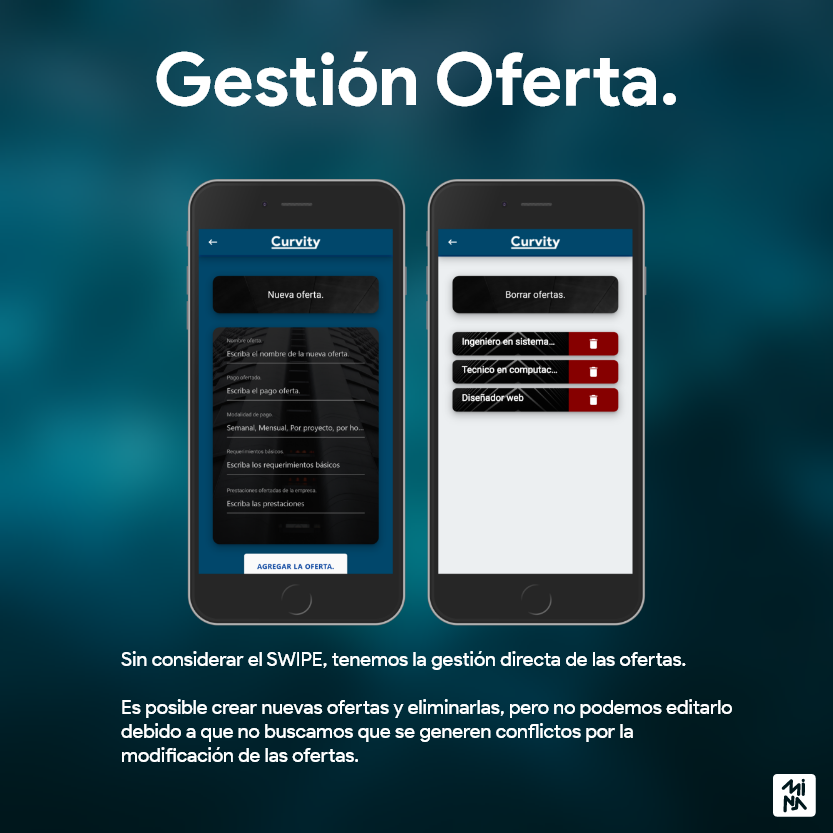 Gestión Oferta.
Curvity
Nueva oferta.
Nombre oferta.
Escriba el nombre de la nueva oferta.
Pago ofertado.
Escriba el pago oferta.
Modalidad de pago.
Semanal, Mensual, Por proyecto, por ho...
Requerimientos básicos.
Escriba los requerimientos básicos
Prestaciones ofertadas de la empresa.
Escriba las prestaciones
AGREGAR LA OFERTA.
Curvity
Borrar ofertas.
Ingeniero en sistema...
Tecnico en computac...
Diseñador web
Sin considerar el SWIPE, tenemos la gestión directa de las ofertas.
Es posible crear nuevas ofertas y eliminarlas, pero no podemos editarlo
debido a que no buscamos que se generen conflictos por la
modificación de las ofertas.
MINA